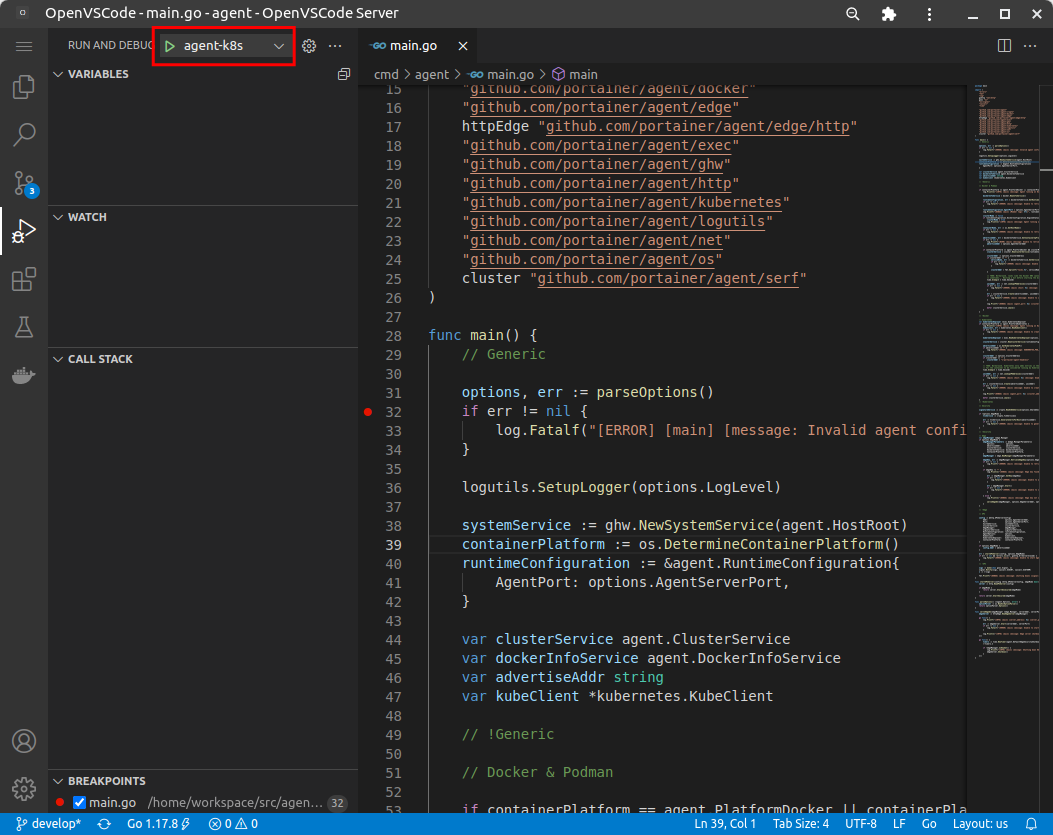 OpenVSCode - main.go - agent - OpenVSCode Server
RUN AND DEBUG
agent-k8s
VARIABLES
3
WATCH
CALL STACK
BREAKPOINTS
main.go /home/workspace/src/agen... 32
GO main.go
cmd > agent > GO main.go > main
15 "github.com/portainer/agent/docker"
16 "github.com/portainer/agent/edge"
17 httpEdge "github.com/portainer/agent/edge/http"
18 "github.com/portainer/agent/exec"
19 "github.com/portainer/agent/ghw"
20 "github.com/portainer/agent/http"
21 "github.com/portainer/agent/kubernetes"
22 "github.com/portainer/agent/logutils"
23 "github.com/portainer/agent/net"
24 "github.com/portainer/agent/os"
25 cluster "github.com/portainer/agent/serf"
26 )
27
28 func main() {
29 // Generic
30
31 options, err := parseOptions()
32 if err != nil {
33 log.Fatalf("[ERROR] [main] [message: Invalid agent confi
34 }
35
36 logutils.SetupLogger(options.LogLevel)
37
38 systemService := ghw.NewSystemService(agent.HostRoot)
39 containerPlatform := os.DetermineContainerPlatform()
40 runtimeConfiguration := &agent.RuntimeConfiguration{
41 AgentPort: options.AgentServerPort,
42 }
43
44 var clusterService agent.ClusterService
45 var dockerInfoService agent.DockerInfoService
46 var advertiseAddr string
47 var kubeClient *kubernetes.KubeClient
48
49 // !Generic
50
51 // Docker & Podman
52
53 if containerPlatform == agent.PlatformDocker || containerPla
develop* Go 1.17.8 0 0 Ln 39, Col 1 Tab Size: 4 UTF-8 LF Go Layout: us